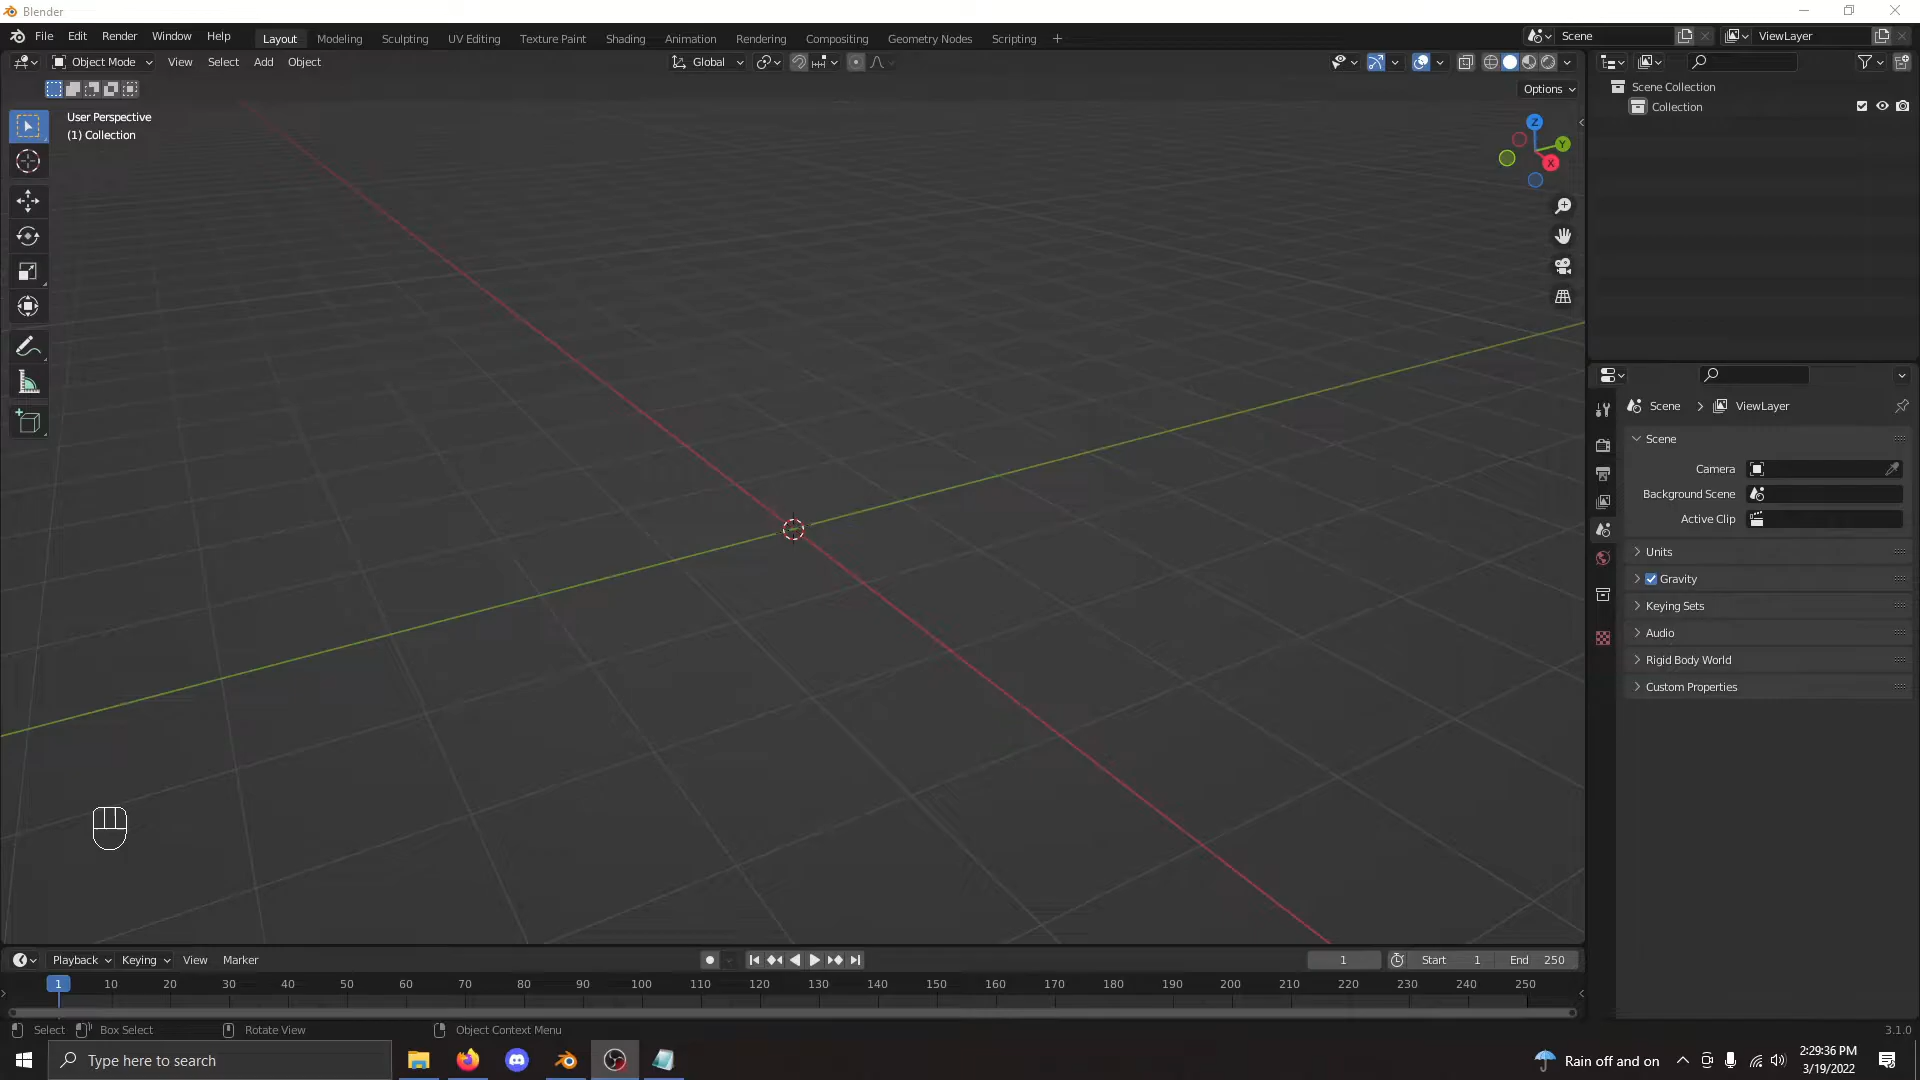 Blender
File Edit Render Window Help Layout Modeling Sculpting UV Editing Texture Paint Shading Animation Rendering Compositing Geometry Nodes Scripting + Scene ViewLayer
Object Mode View Select Add Object Global
Options
User Perspective
(1) Collection
Z
Y
X
Scene Collection
Collection
Scene > ViewLayer
Scene
Camera
Background Scene
Active Clip
Units
Gravity
Keying Sets
Audio
Rigid Body World
Custom Properties
Playback Keying View Marker 1 Start 1 End 250
1 10 20 30 40 50 60 70 80 90 100 110 120 130 140 150 160 170 180 190 200 210 220 230 240 250
Select Box Select Rotate View Object Context Menu 3.1.0
Type here to search Rain off and on 2:29:36 PM
3/19/2022